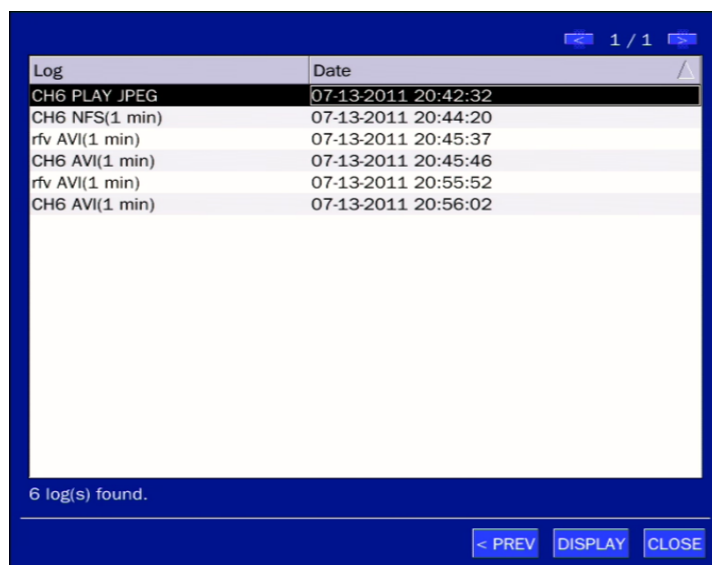 < 1 / 1 >
Log Date
CH6 PLAY JPEG 07-13-2011 20:42:32
CH6 NFS(1 min) 07-13-2011 20:44:20
rfv AVI(1 min) 07-13-2011 20:45:37
CH6 AVI(1 min) 07-13-2011 20:45:46
rfv AVI(1 min) 07-13-2011 20:55:52
CH6 AVI(1 min) 07-13-2011 20:56:02
6 log(s) found.
< PREV DISPLAY CLOSE